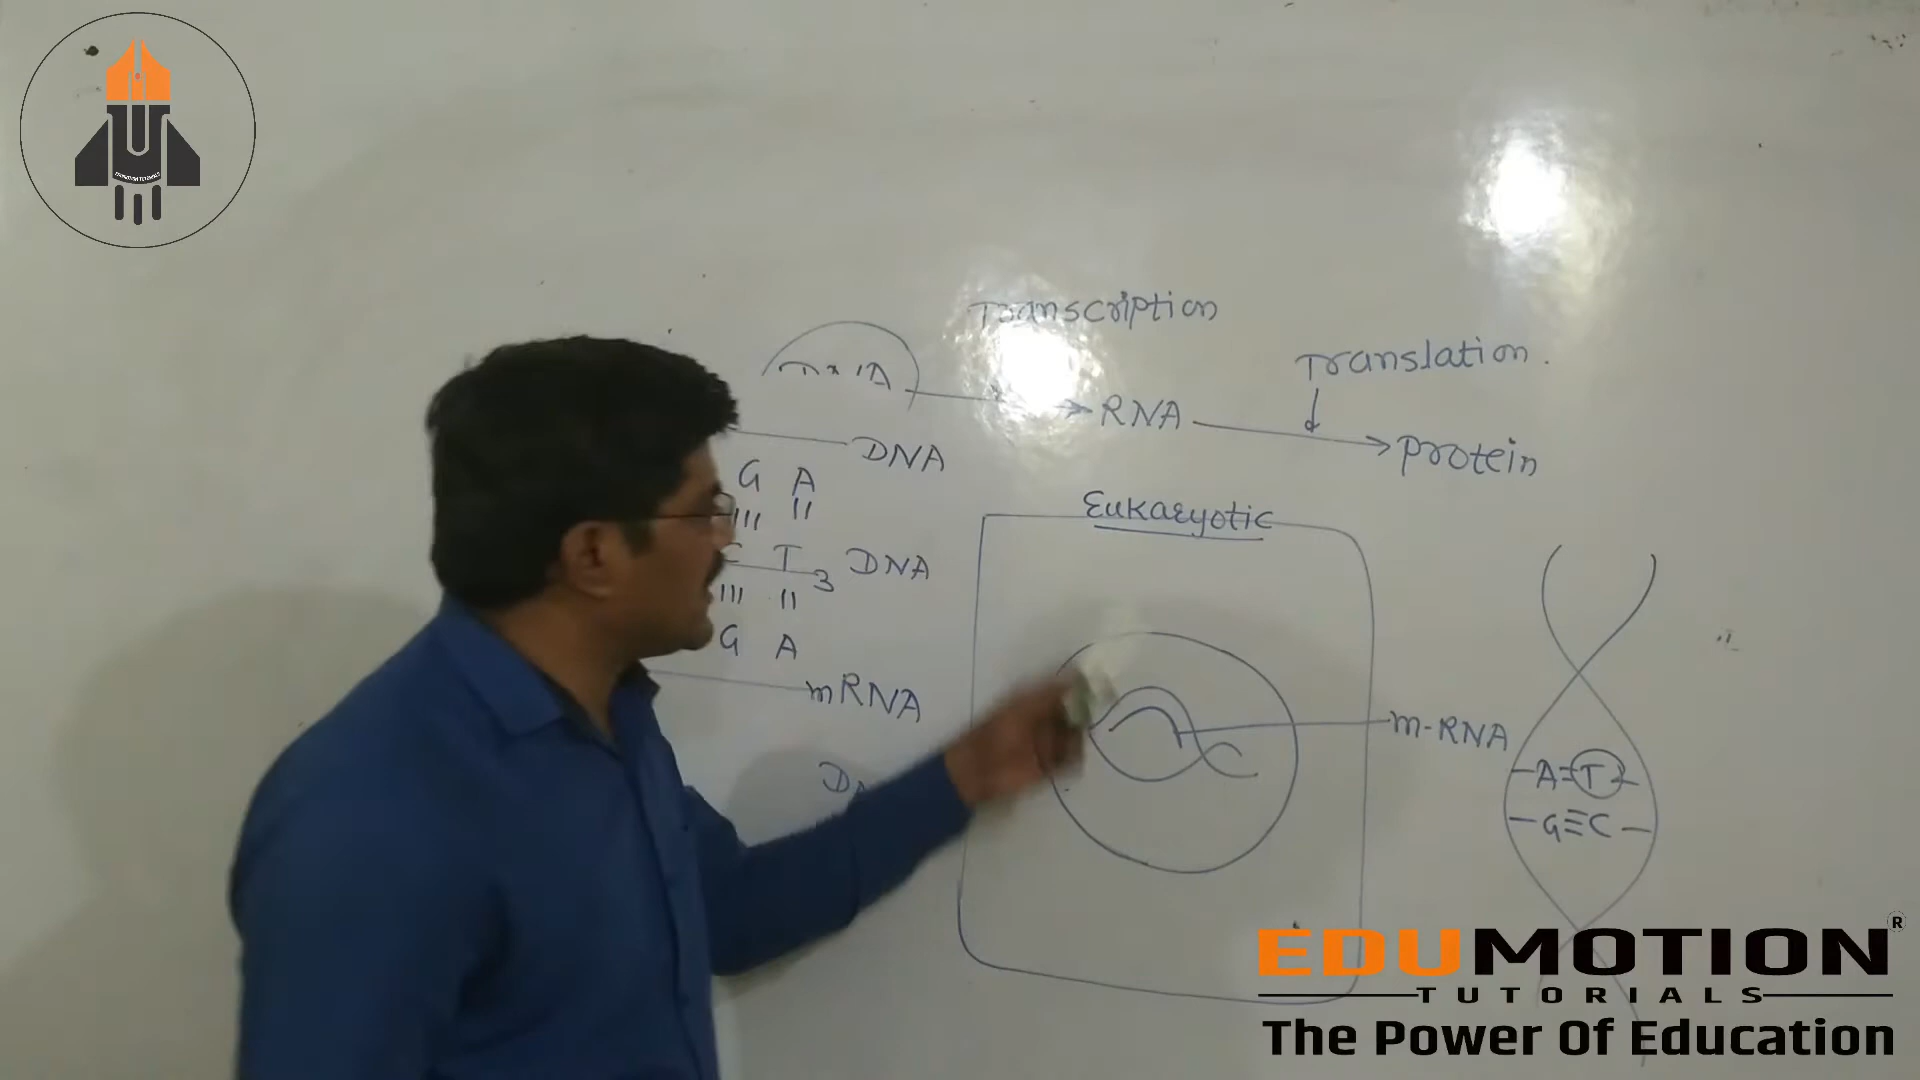 Transcription
Translation.
RNA
Protein
DNA
G A
Eukaryotic
C T 3 DNA
G A
mRNA
m-RNA
A=T
G≡C
EDUMOTION®
TUTORIALS
The Power Of Education